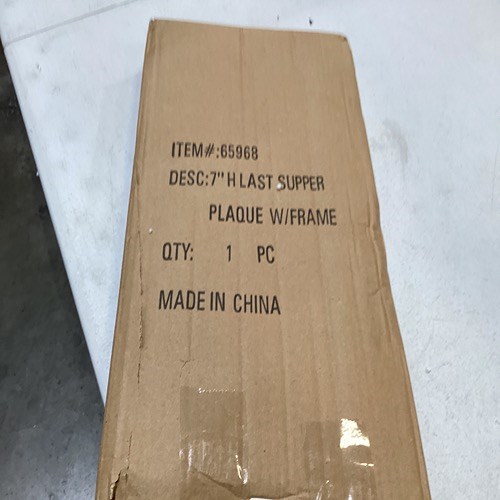 ITEM#:65968
DESC:7"H LAST SUPPER
PLAQUE W/FRAME
QTY: 1 PC
MADE IN CHINA